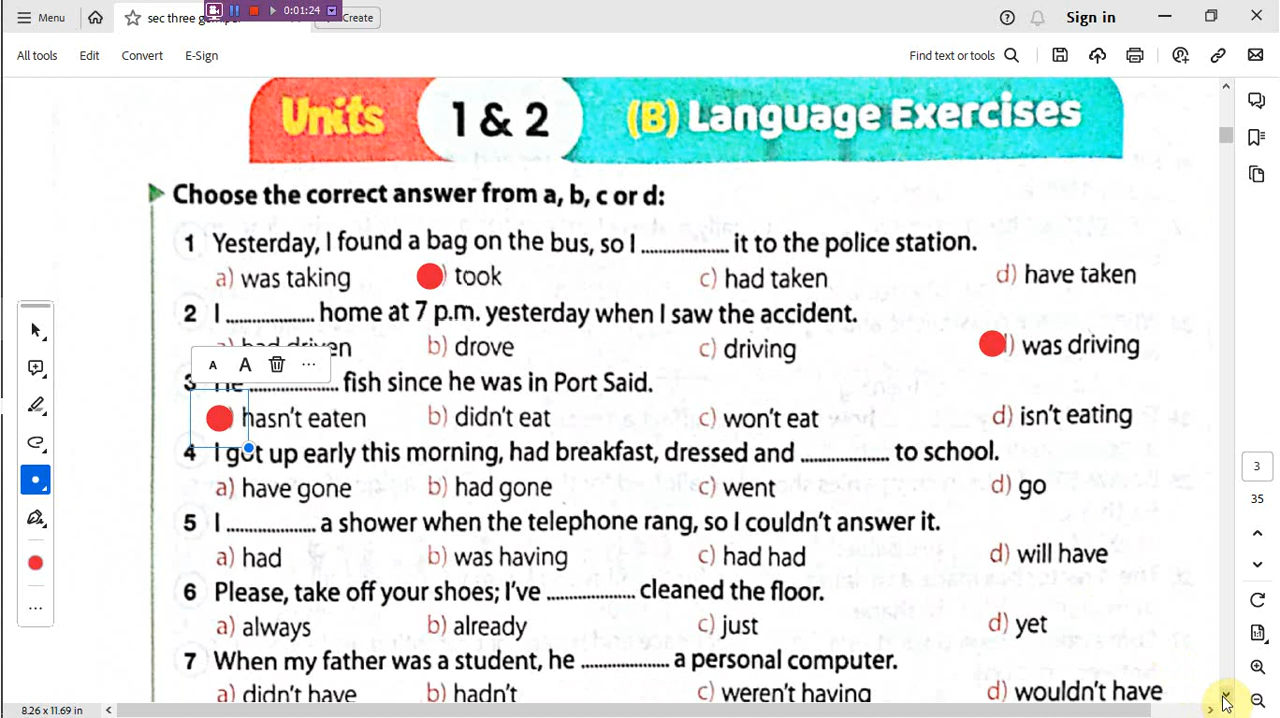 Menu
sec three ge
0:01:24
Create
Sign in
All tools
Edit
Convert
E-Sign
Find text or tools
Units 1 & 2 (B) Language Exercises
Choose the correct answer from a, b, c or d:
1 Yesterday, I found a bag on the bus, so I .................. it to the police station.
a) was taking ) took c) had taken d) have taken
2 I .................. home at 7 p.m. yesterday when I saw the accident.
b) drove c) driving ) was driving
A A ...
3 He .................. fish since he was in Port Said.
) hasn't eaten b) didn't eat c) won't eat d) isn't eating
4 I got up early this morning, had breakfast, dressed and .................. to school.
a) have gone b) had gone c) went d) go
5 I .................. a shower when the telephone rang, so I couldn't answer it.
a) had b) was having c) had had d) will have
6 Please, take off your shoes; I've .................. cleaned the floor.
a) always b) already c) just d) yet
7 When my father was a student, he .................. a personal computer.
a) didn't have b) hadn't c) weren't having d) wouldn't have
3
35
8.26 x 11.69 in